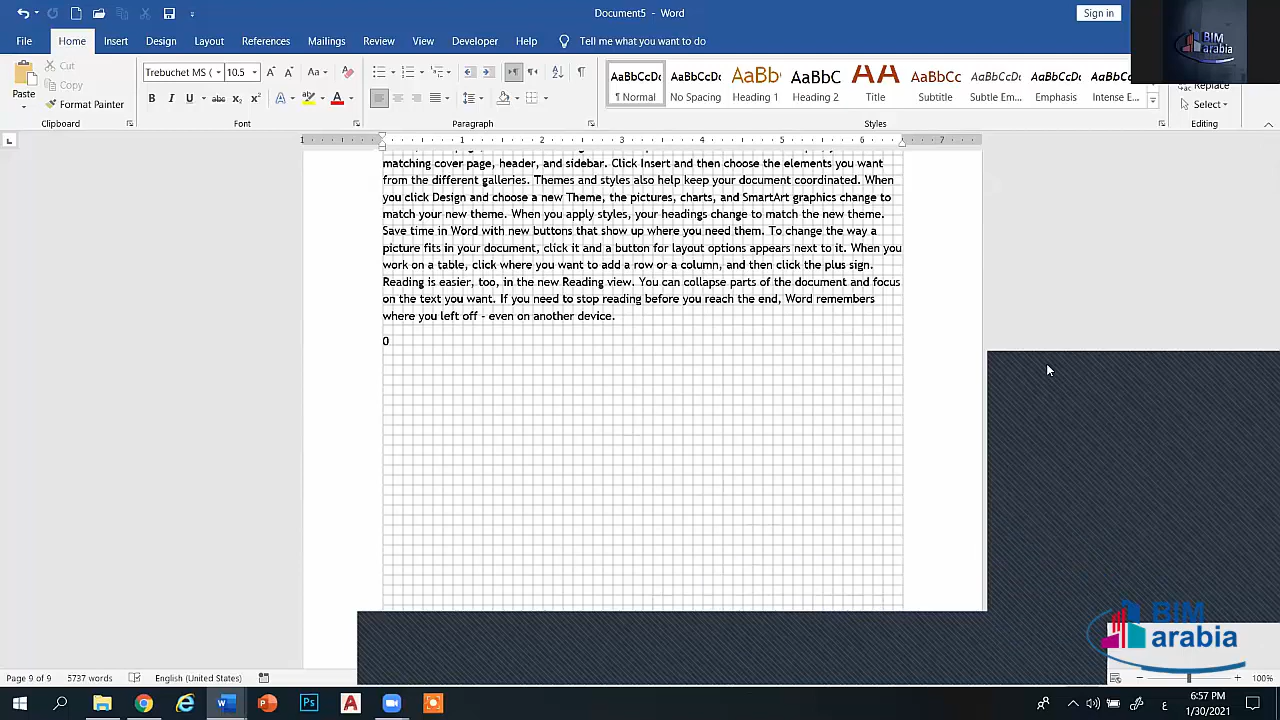 Document5 - Word
Sign in
BIM
arabia
File Home Insert Design Layout References Mailings Review View Developer Help Tell me what you want to do
Cut
Copy
Format Painter
Paste
Clipboard
Trebuchet MS ( 10.5
Font
Paragraph
AaBbCcDc AaBbCcDc AaBb AaBbC AA AaBbCc AaBbCcDc AaBbCcDc AaBbCc
¶ Normal No Spacing Heading 1 Heading 2 Title Subtitle Subtle Em... Emphasis Intense E...
Styles
Replace
Select
Editing
1 1 2 3 4 5 6 7
matching cover page, header, and sidebar. Click Insert and then choose the elements you want
from the different galleries. Themes and styles also help keep your document coordinated. When
you click Design and choose a new Theme, the pictures, charts, and SmartArt graphics change to
match your new theme. When you apply styles, your headings change to match the new theme.
Save time in Word with new buttons that show up where you need them. To change the way a
picture fits in your document, click it and a button for layout options appears next to it. When you
work on a table, click where you want to add a row or a column, and then click the plus sign.
Reading is easier, too, in the new Reading view. You can collapse parts of the document and focus
on the text you want. If you need to stop reading before you reach the end, Word remembers
where you left off – even on another device.
0
BIM
arabia
Page 9 of 9 5737 words English (United States) 100%
6:57 PM
1/30/2021